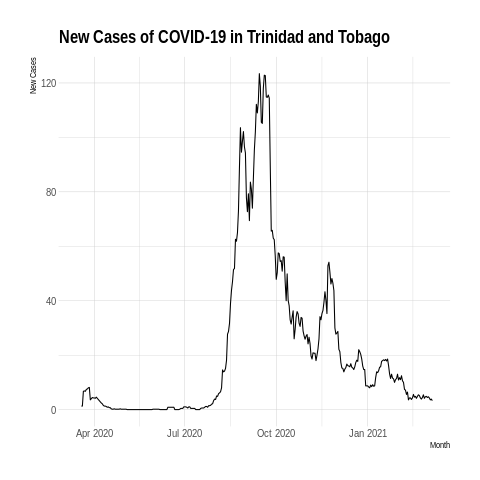 New Cases of COVID-19 in Trinidad and Tobago
New Cases
120
80
40
0
Apr 2020 Jul 2020 Oct 2020 Jan 2021
Month